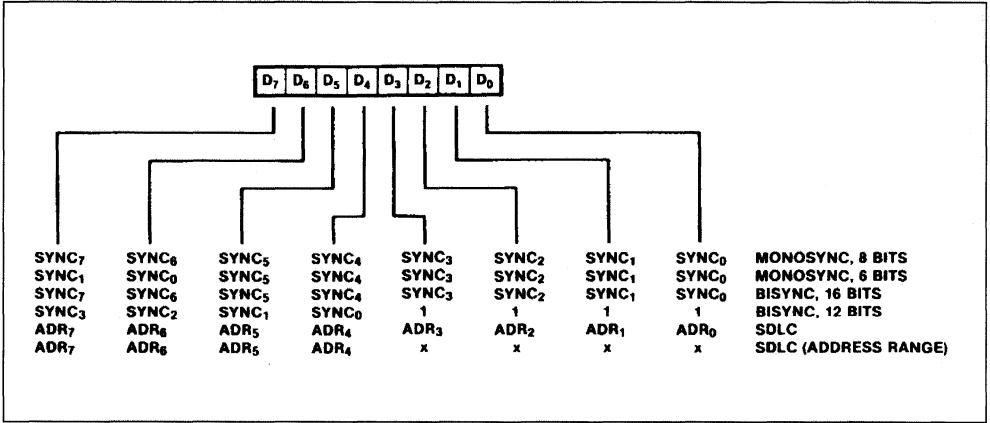 D7 D6 D5 D4 D3 D2 D1 D0
SYNC7 SYNC6 SYNC5 SYNC4 SYNC3 SYNC2 SYNC1 SYNC0 MONOSYNC, 8 BITS
SYNC1 SYNC0 SYNC5 SYNC4 SYNC3 SYNC2 SYNC1 SYNC0 MONOSYNC, 6 BITS
SYNC7 SYNC6 SYNC5 SYNC4 SYNC3 SYNC2 SYNC1 SYNC0 BISYNC, 16 BITS
SYNC3 SYNC2 SYNC1 SYNC0 1 1 1 1 BISYNC, 12 BITS
ADR7 ADR6 ADR5 ADR4 ADR3 ADR2 ADR1 ADR0 SDLC
ADR7 ADR6 ADR5 ADR4 x x x x SDLC (ADDRESS RANGE)